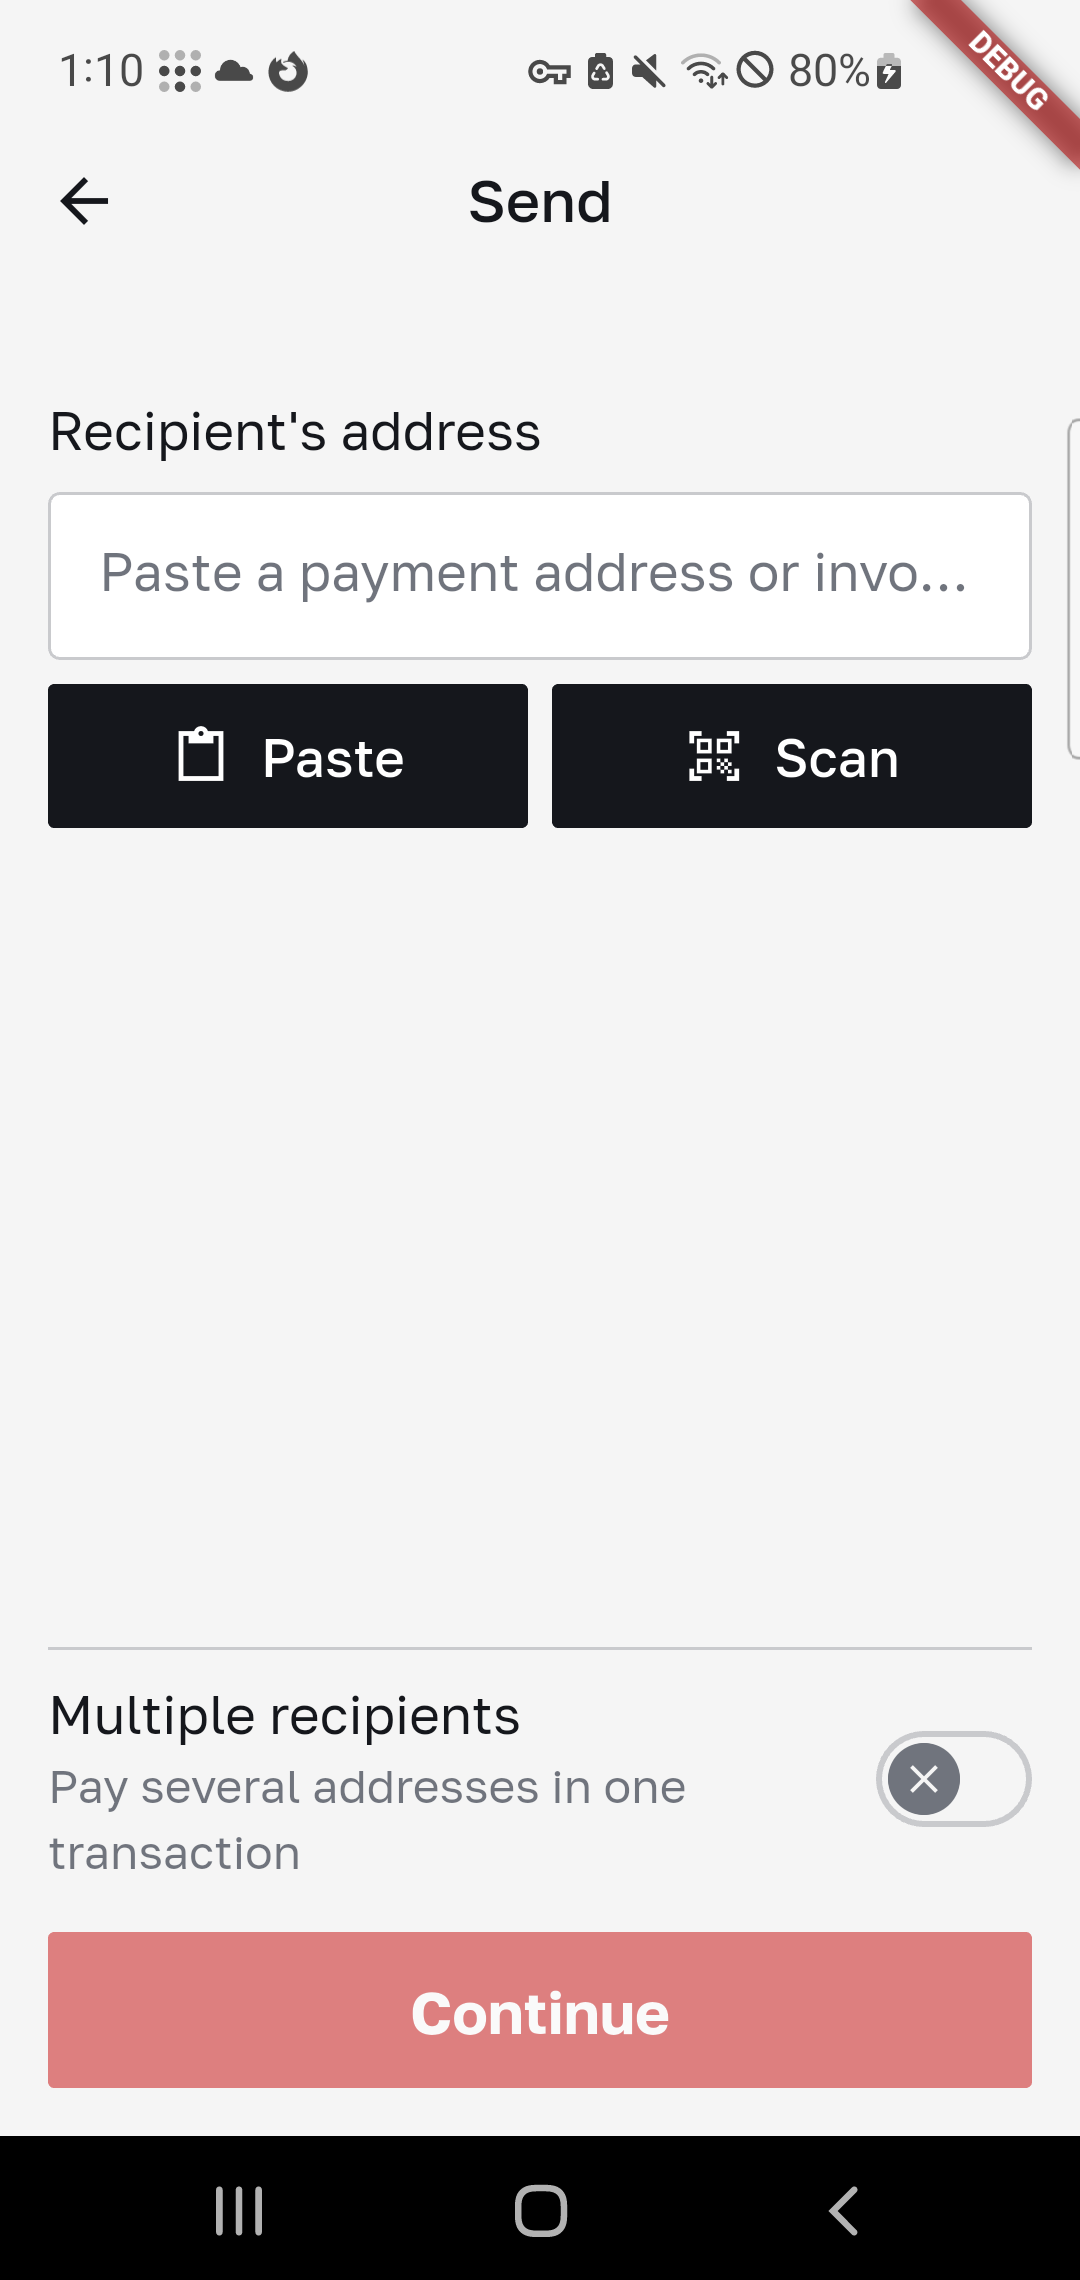 1:10
80%
DEBUG
Send
Recipient's address
Paste a payment address or invo...
Paste
Scan
Multiple recipients
Pay several addresses in one
transaction
Continue